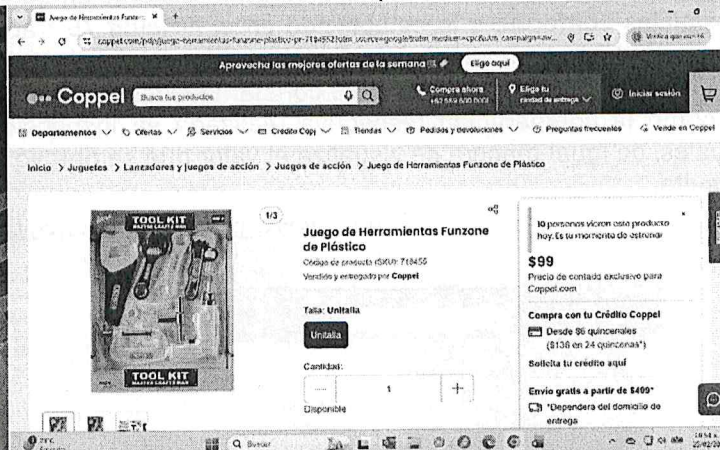 Juego de Herramientas Funzone
coppel.com/pdp/juego-herramientas-funzone-plastico-pr-
Aprovecha las mejores ofertas de la semana
Elige aquí
Coppel
Busca tus productos
Compra ahora
Elige tu
ciudad de entrega
Iniciar sesión
Departamentos
Ofertas
Servicios
Crédito Copp
Tiendas
Pedidos y devoluciones
Preguntas frecuentes
Vende en Coppel
Inicio > Juguetes > Lanzadores y juegos de acción > Juegos de acción > Juego de Herramientas Funzone de Plástico
TOOL KIT
TOOL KIT
1/3
Juego de Herramientas Funzone
de Plástico
Código de producto (SKU):
Vendido y entregado por Coppel
Talla: Unitalla
Unitalla
Cantidad:
1
Disponible
10 personas vieron este producto
hoy. Es tu momento de estrenar
$99
Precio de contado exclusivo para
Coppel.com
Compra con tu Crédito Coppel
Desde $6 quincenales
($138 en 24 quincenas*)
Solicita tu crédito aquí
Envío gratis a partir de $499*
*Dependerá del domicilio de
entrega
Buscar